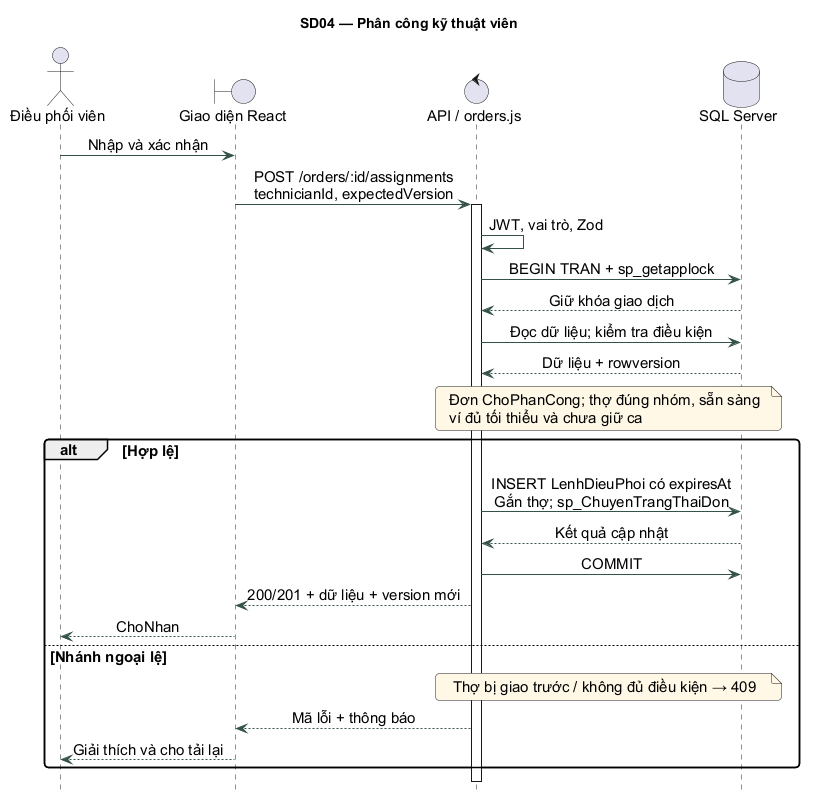 SD04 — Phân công kỹ thuật viên
Điều phối viên
Giao diện React
API / orders.js
SQL Server
Nhập và xác nhận
POST /orders/:id/assignments
technicianId, expectedVersion
JWT, vai trò, Zod
BEGIN TRAN + sp_getapplock
Giữ khóa giao dịch
Đọc dữ liệu; kiểm tra điều kiện
Dữ liệu + rowversion
Đơn ChoPhanCong; thợ đúng nhóm, sẵn sàng
ví đủ tối thiểu và chưa giữ ca
alt
[Hợp lệ]
INSERT LenhDieuPhoi có expiresAt
Gắn thợ; sp_ChuyenTrangThaiDon
Kết quả cập nhật
COMMIT
200/201 + dữ liệu + version mới
ChoNhan
[Nhánh ngoại lệ]
Thợ bị giao trước / không đủ điều kiện → 409
Mã lỗi + thông báo
Giải thích và cho tải lại